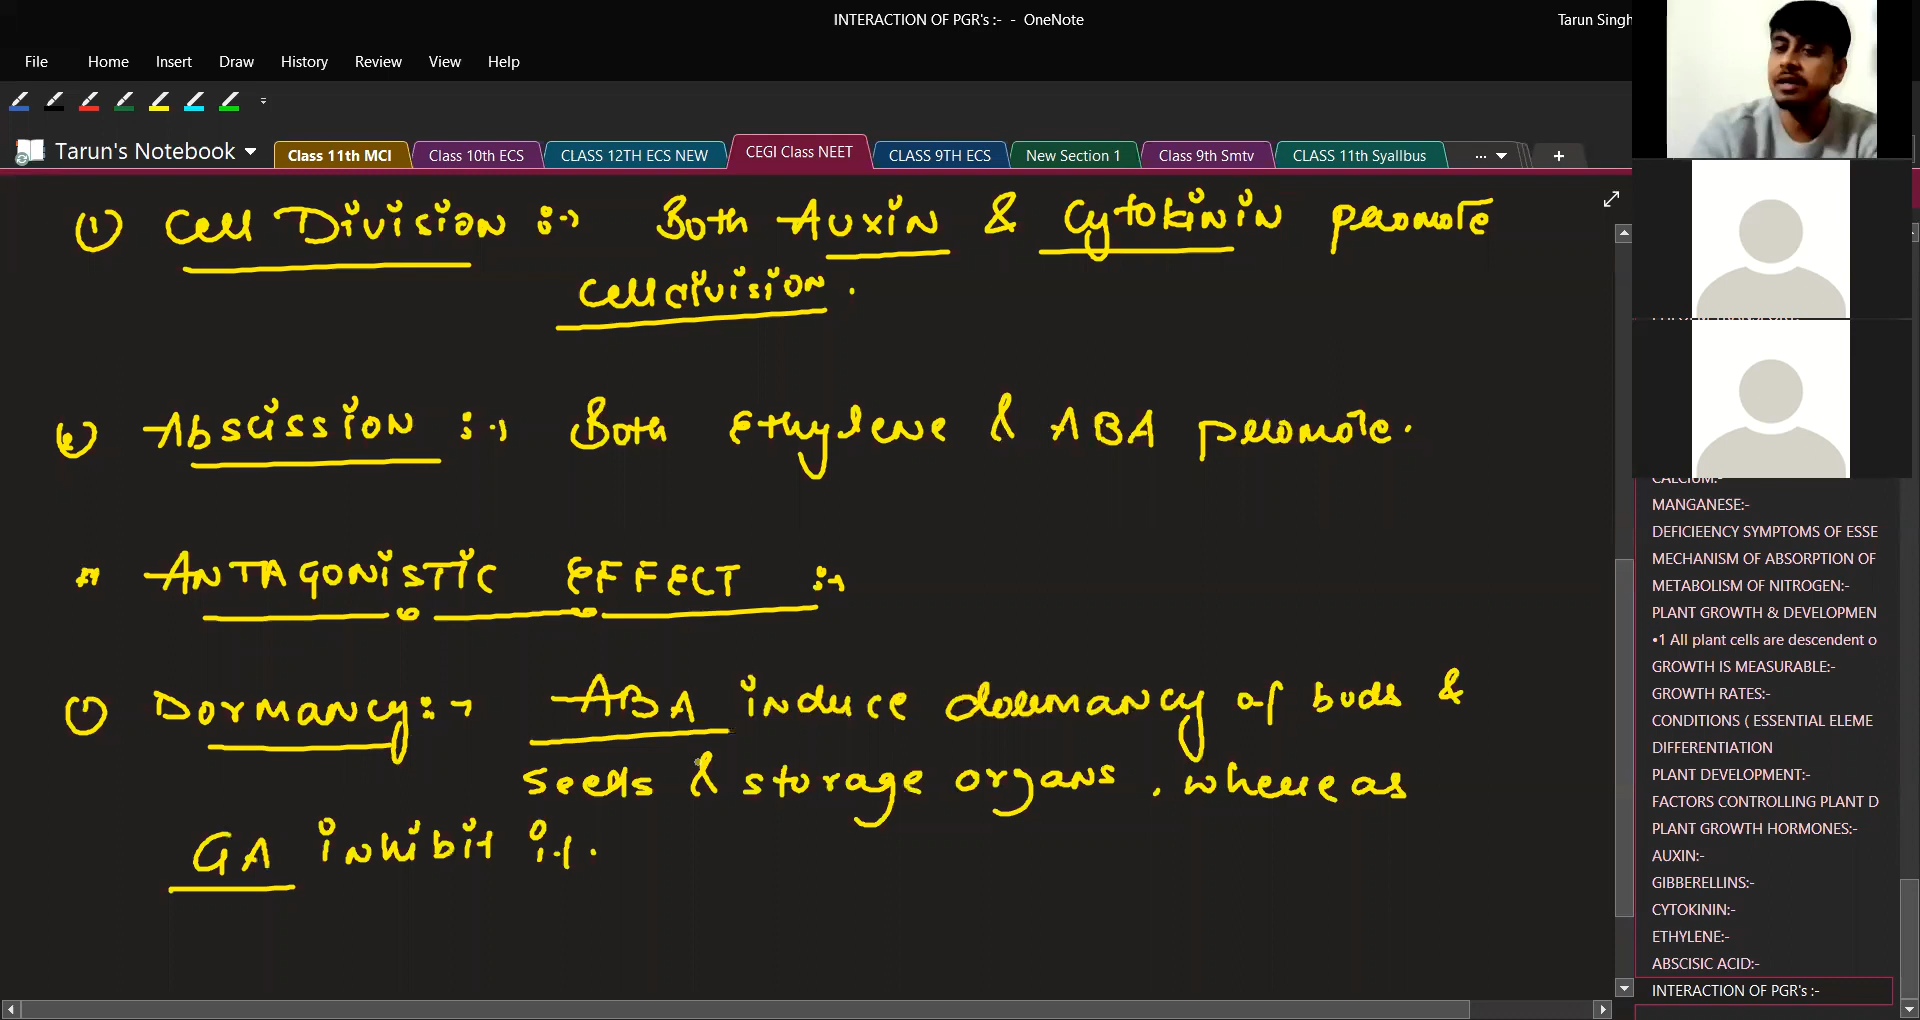 INTERACTION OF PGR's :- - OneNote
Tarun Singh
File Home Insert Draw History Review View Help
Tarun's Notebook
Class 11th MCI Class 10th ECS CLASS 12TH ECS NEW CEGI Class NEET CLASS 9TH ECS New Section 1 Class 9th Smtv CLASS 11th Syallbus ... +
(1) Cell Division :-> Both Auxin & Cytokinin promote
cell division.
Abscission :-> Both Ethylene & ABA promote.
* ANTAGONISTIC EFFECT :->
(1) Dormancy :-> ABA induce dormancy of buds &
seeds & storage organs, whereas
GA inhibit it.
CALCIUM:-
MANGANESE:-
DEFICIEENCY SYMPTOMS OF ESSE
MECHANISM OF ABSORPTION OF
METABOLISM OF NITROGEN:-
PLANT GROWTH & DEVELOPMEN
•1 All plant cells are descendent o
GROWTH IS MEASURABLE:-
GROWTH RATES:-
CONDITIONS ( ESSENTIAL ELEME
DIFFERENTIATION
PLANT DEVELOPMENT:-
FACTORS CONTROLLING PLANT D
PLANT GROWTH HORMONES:-
AUXIN:-
GIBBERELLINS:-
CYTOKININ:-
ETHYLENE:-
ABSCISIC ACID:-
INTERACTION OF PGR's :-